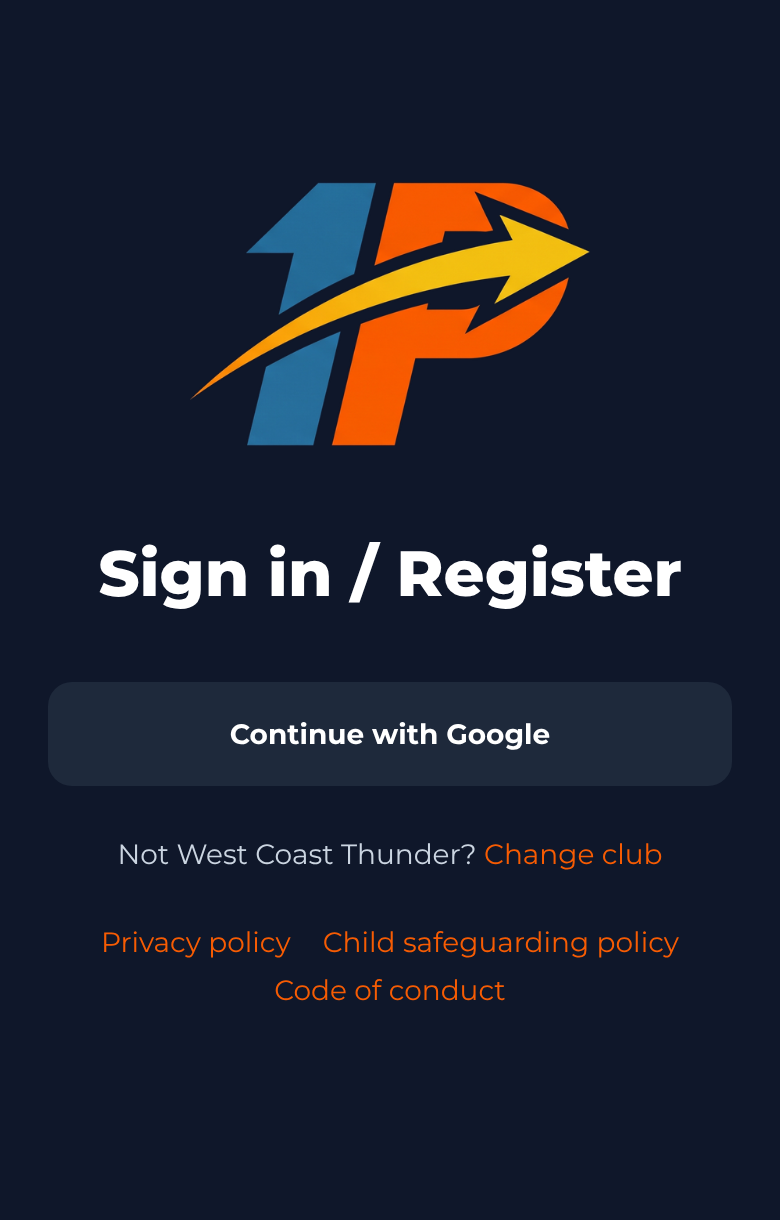 1P
Sign in / Register
Continue with Google
Not West Coast Thunder? Change club
Privacy policy Child safeguarding policy
Code of conduct